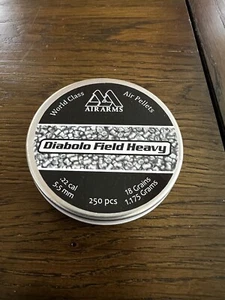 World Class Air Pellets
AIR ARMS
Diabolo Field Heavy
.22 cal
5.5 mm
250 pcs
18 Grains
1,175 Grams